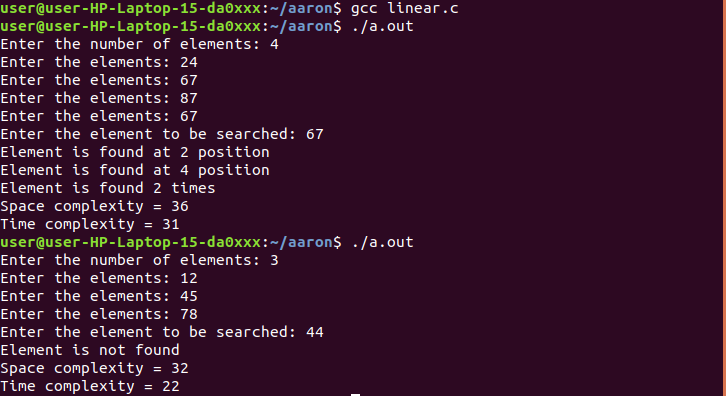 user@user-HP-Laptop-15-da0xxx:~/aaron$ gcc linear.c
user@user-HP-Laptop-15-da0xxx:~/aaron$ ./a.out
Enter the number of elements: 4
Enter the elements: 24
Enter the elements: 67
Enter the elements: 87
Enter the elements: 67
Enter the element to be searched: 67
Element is found at 2 position
Element is found at 4 position
Element is found 2 times
Space complexity = 36
Time complexity = 31
user@user-HP-Laptop-15-da0xxx:~/aaron$ ./a.out
Enter the number of elements: 3
Enter the elements: 12
Enter the elements: 45
Enter the elements: 78
Enter the element to be searched: 44
Element is not found
Space complexity = 32
Time complexity = 22